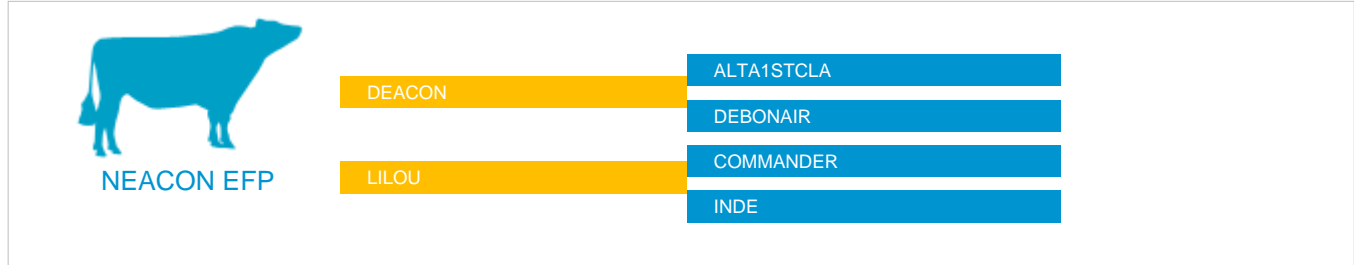 NEACON EFP
DEACON
LILOU
ALTA1STCLA
DEBONAIR
COMMANDER
INDE